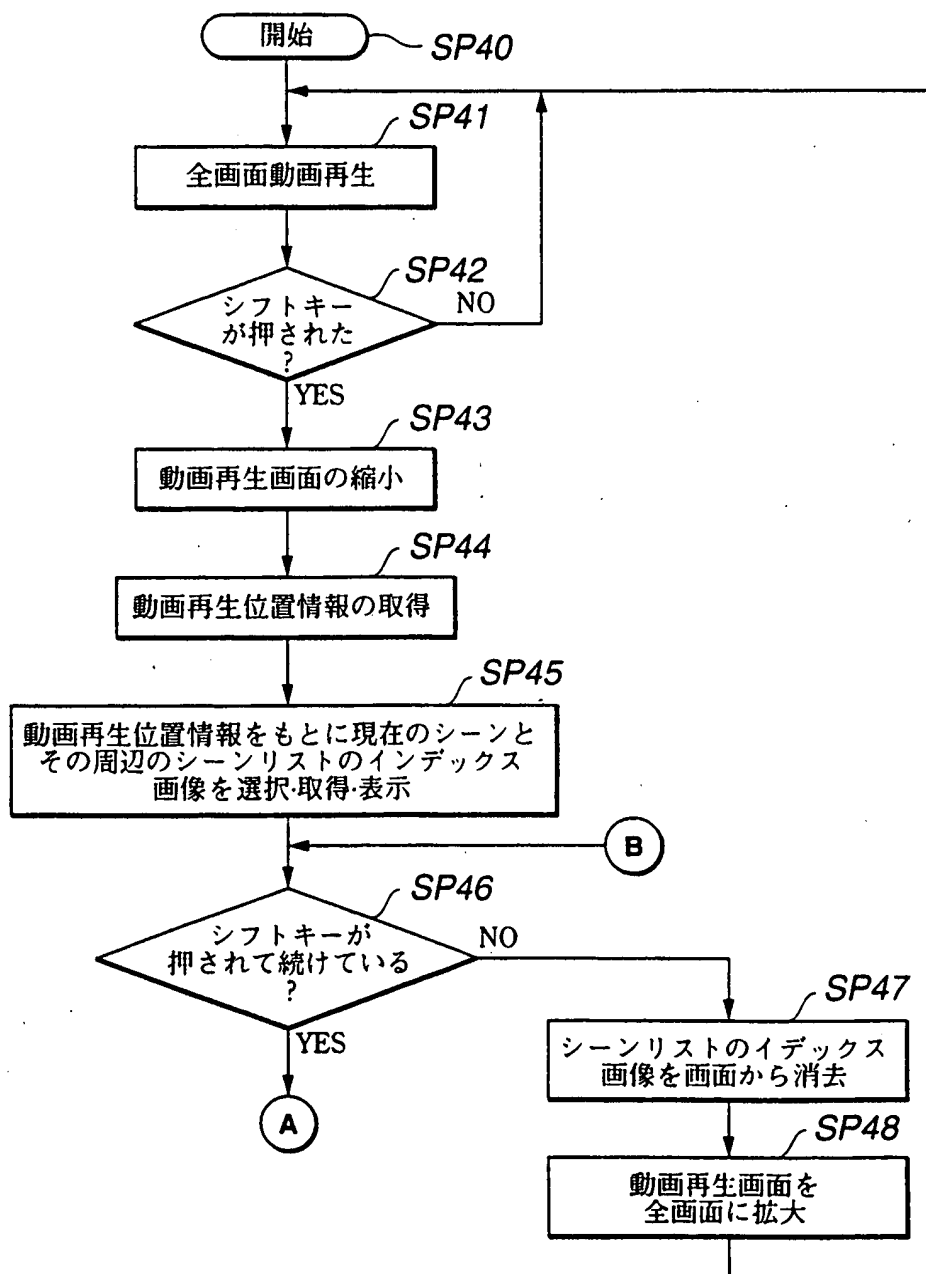 開始
SP40
SP41
全画面動画再生
SP42
シフトキー
が押された
?
NO
YES
SP43
動画再生画面の縮小
SP44
動画再生位置情報の取得
SP45
動画再生位置情報をもとに現在のシーンと
その周辺のシーンリストのインデックス
画像を選択·取得·表示
B
SP46
シフトキーが
押されて続けている
?
NO
YES
A
SP47
シーンリストのイデックス
画像を画面から消去
SP48
動画再生画面を
全画面に拡大